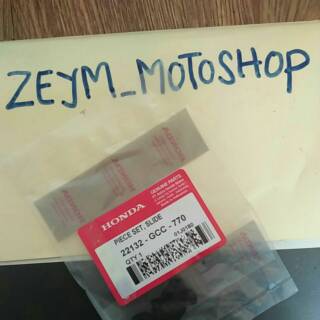 ZEYM_MOTOSHOP
HONDA
GENUINE PARTS
PIECE SET, SLIDE
22132 - GCC - 770
QTY 1